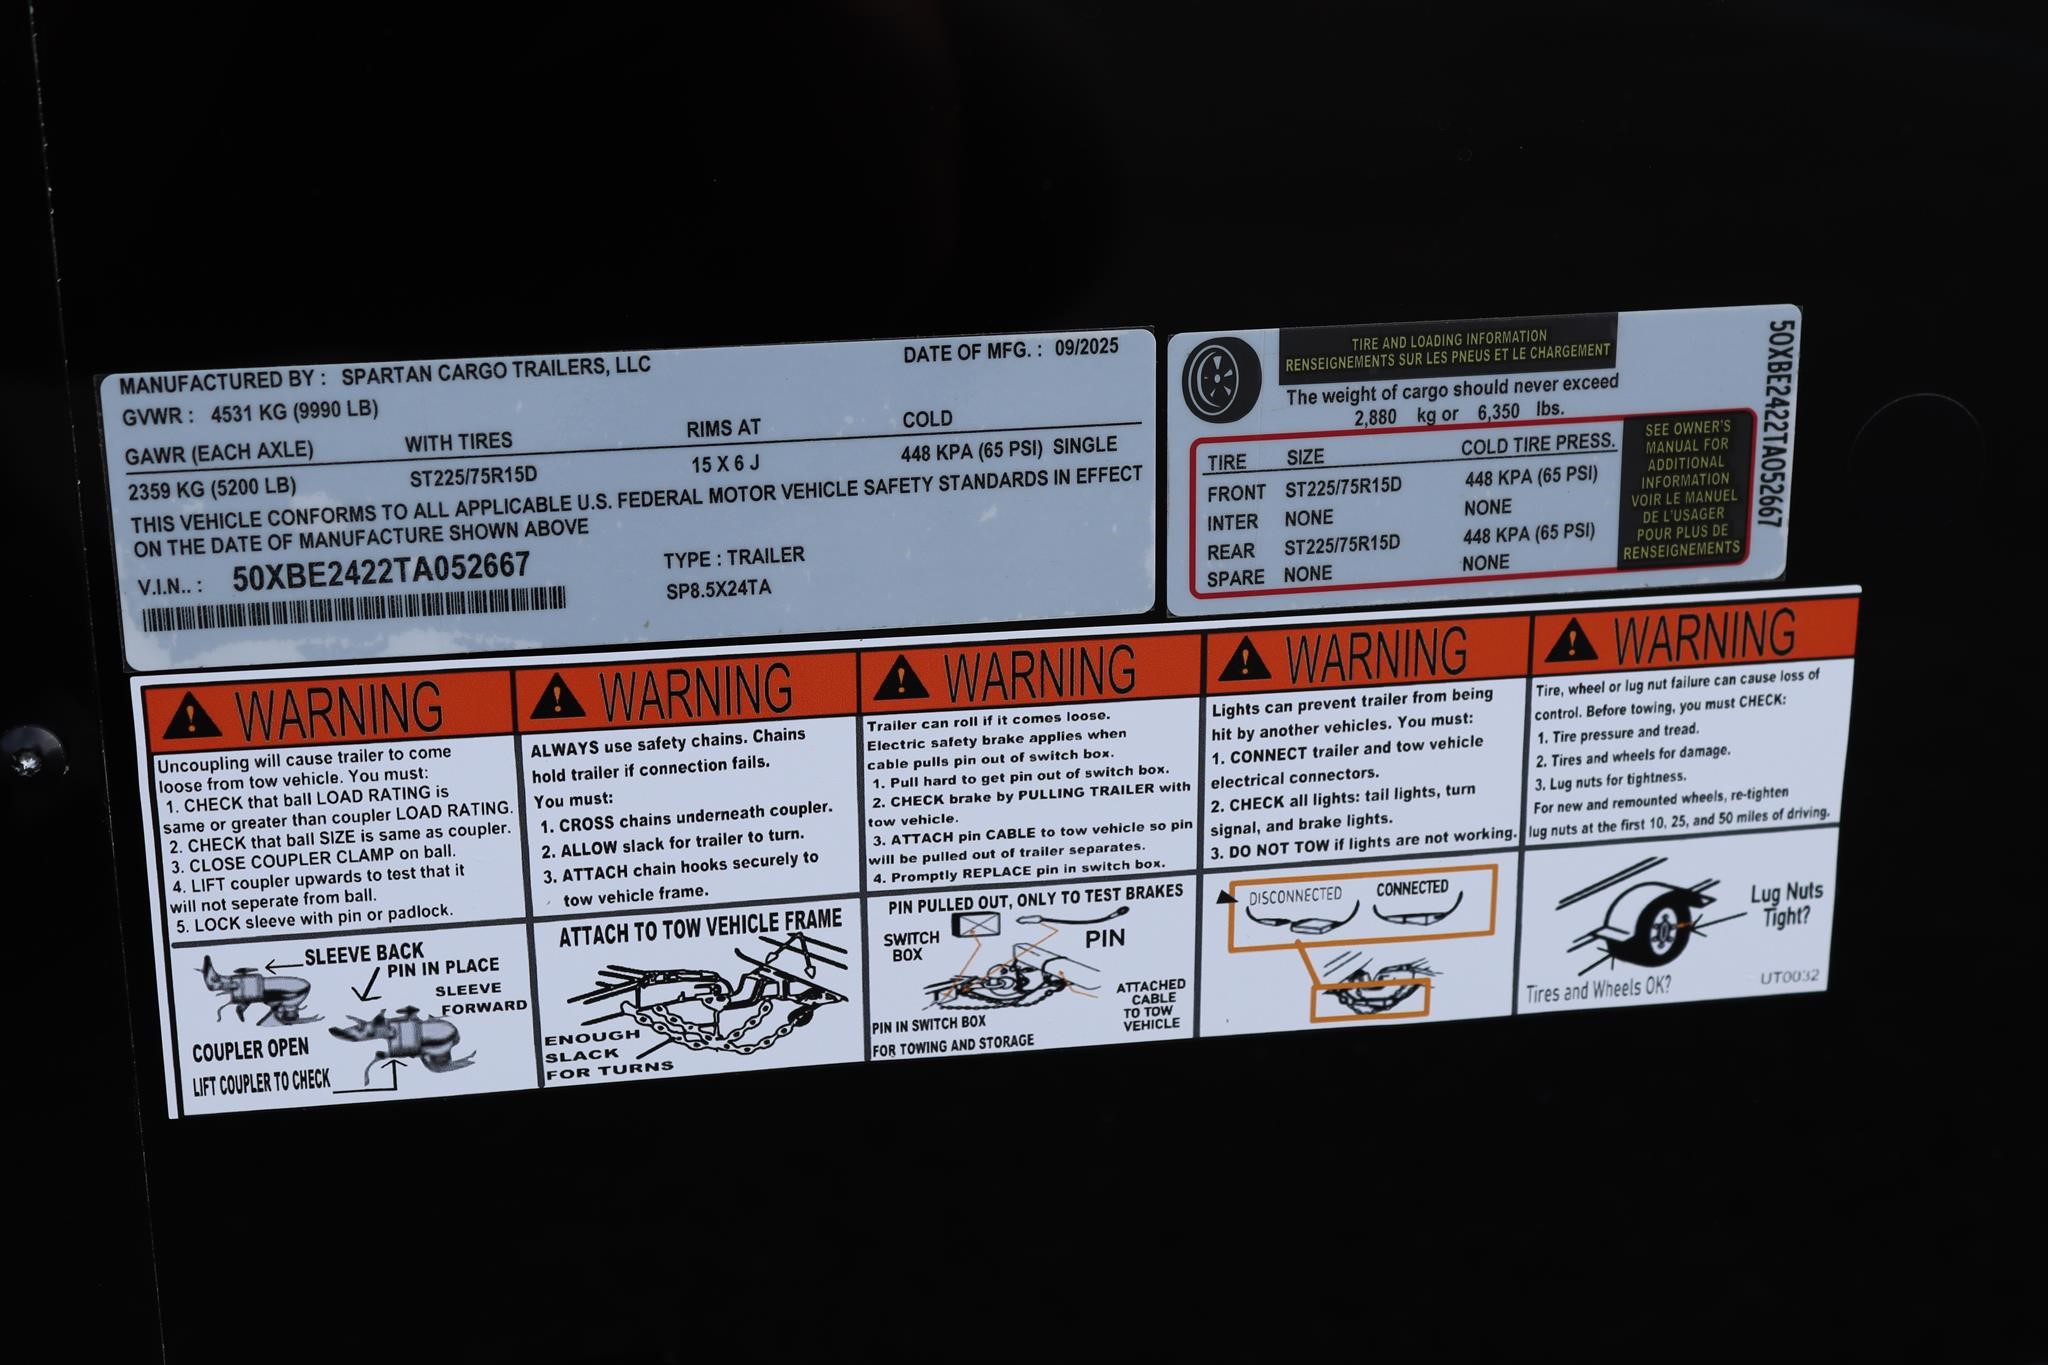 MANUFACTURED BY : SPARTAN CARGO TRAILERS, LLC
DATE OF MFG. : 09/2025
GVWR : 4531 KG (9990 LB)
GAWR (EACH AXLE) WITH TIRES RIMS AT COLD
2359 KG (5200 LB) ST225/75R15D 15 X 6 J 448 KPA (65 PSI) SINGLE
THIS VEHICLE CONFORMS TO ALL APPLICABLE U.S. FEDERAL MOTOR VEHICLE SAFETY STANDARDS IN EFFECT
ON THE DATE OF MANUFACTURE SHOWN ABOVE
V.I.N.. : 50XBE2422TA052667
TYPE : TRAILER
SP8.5X24TA
TIRE AND LOADING INFORMATION
RENSEIGNEMENTS SUR LES PNEUS ET LE CHARGEMENT
The weight of cargo should never exceed
2,880 kg or 6,350 lbs.
TIRE SIZE COLD TIRE PRESS.
FRONT ST225/75R15D 448 KPA (65 PSI)
INTER NONE NONE
REAR ST225/75R15D 448 KPA (65 PSI)
SPARE NONE NONE
SEE OWNER'S
MANUAL FOR
ADDITIONAL
INFORMATION
VOIR LE MANUEL
DE L'USAGER
POUR PLUS DE
RENSEIGNEMENTS
50XBE2422TA052667
WARNING
Uncoupling will cause trailer to come
loose from tow vehicle. You must:
1. CHECK that ball LOAD RATING is
same or greater than coupler LOAD RATING.
2. CHECK that ball SIZE is same as coupler.
3. CLOSE COUPLER CLAMP on ball.
4. LIFT coupler upwards to test that it
will not seperate from ball.
5. LOCK sleeve with pin or padlock.
SLEEVE BACK
PIN IN PLACE
SLEEVE
FORWARD
COUPLER OPEN
LIFT COUPLER TO CHECK
WARNING
ALWAYS use safety chains. Chains
hold trailer if connection fails.
You must:
1. CROSS chains underneath coupler.
2. ALLOW slack for trailer to turn.
3. ATTACH chain hooks securely to
tow vehicle frame.
ATTACH TO TOW VEHICLE FRAME
ENOUGH
SLACK
FOR TURNS
WARNING
Trailer can roll if it comes loose.
Electric safety brake applies when
cable pulls pin out of switch box.
1. Pull hard to get pin out of switch box.
2. CHECK brake by PULLING TRAILER with
tow vehicle.
3. ATTACH pin CABLE to tow vehicle so pin
will be pulled out of trailer separates.
4. Promptly REPLACE pin in switch box.
PIN PULLED OUT, ONLY TO TEST BRAKES
SWITCH
BOX
PIN
ATTACHED
CABLE
TO TOW
VEHICLE
PIN IN SWITCH BOX
FOR TOWING AND STORAGE
WARNING
Lights can prevent trailer from being
hit by another vehicles. You must:
1. CONNECT trailer and tow vehicle
electrical connectors.
2. CHECK all lights: tail lights, turn
signal, and brake lights.
3. DO NOT TOW if lights are not working.
DISCONNECTED CONNECTED
WARNING
Tire, wheel or lug nut failure can cause loss of
control. Before towing, you must CHECK:
1. Tire pressure and tread.
2. Tires and wheels for damage.
3. Lug nuts for tightness.
For new and remounted wheels, re-tighten
lug nuts at the first 10, 25, and 50 miles of driving.
Lug Nuts
Tight?
Tires and Wheels OK?
UT0032